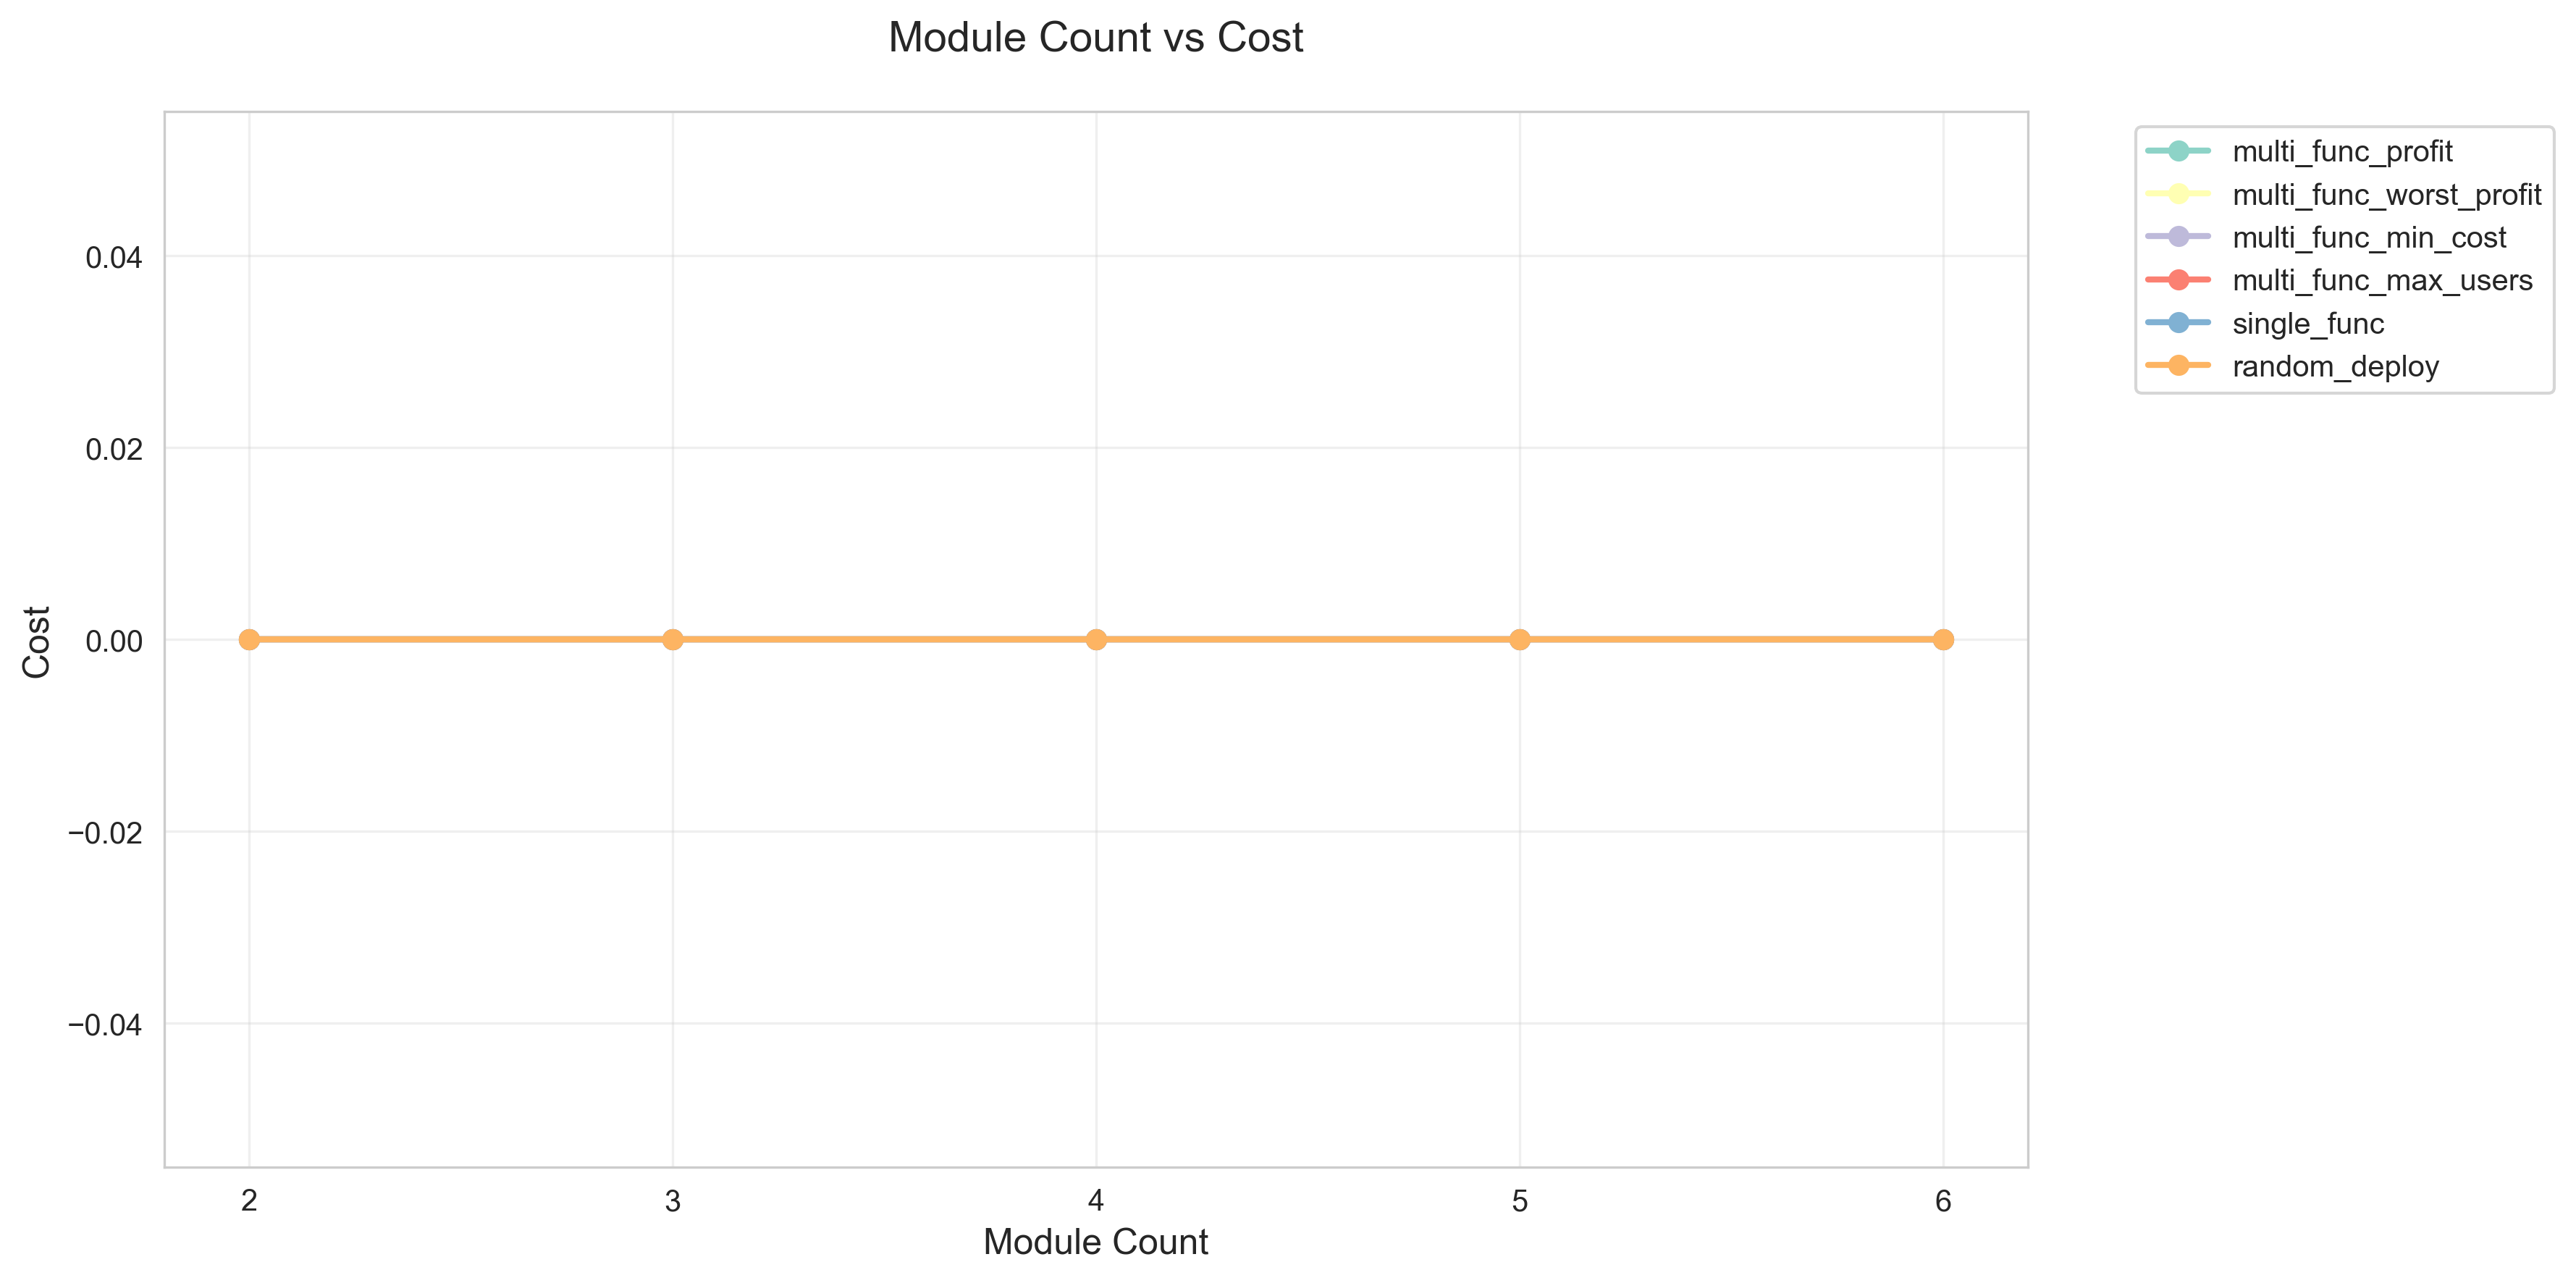 Module Count vs Cost
multi_func_profit
multi_func_worst_profit
multi_func_min_cost
multi_func_max_users
single_func
random_deploy
Cost
0.04
0.02
0.00
−0.02
−0.04
2 3 4 5 6
Module Count